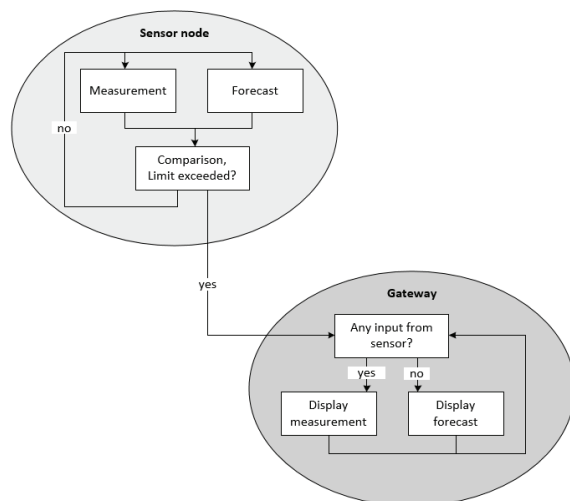 Sensor node
Measurement
Forecast
no
Comparison,
Limit exceeded?
yes
Gateway
Any input from
sensor?
yes
no
Display
measurement
Display
forecast